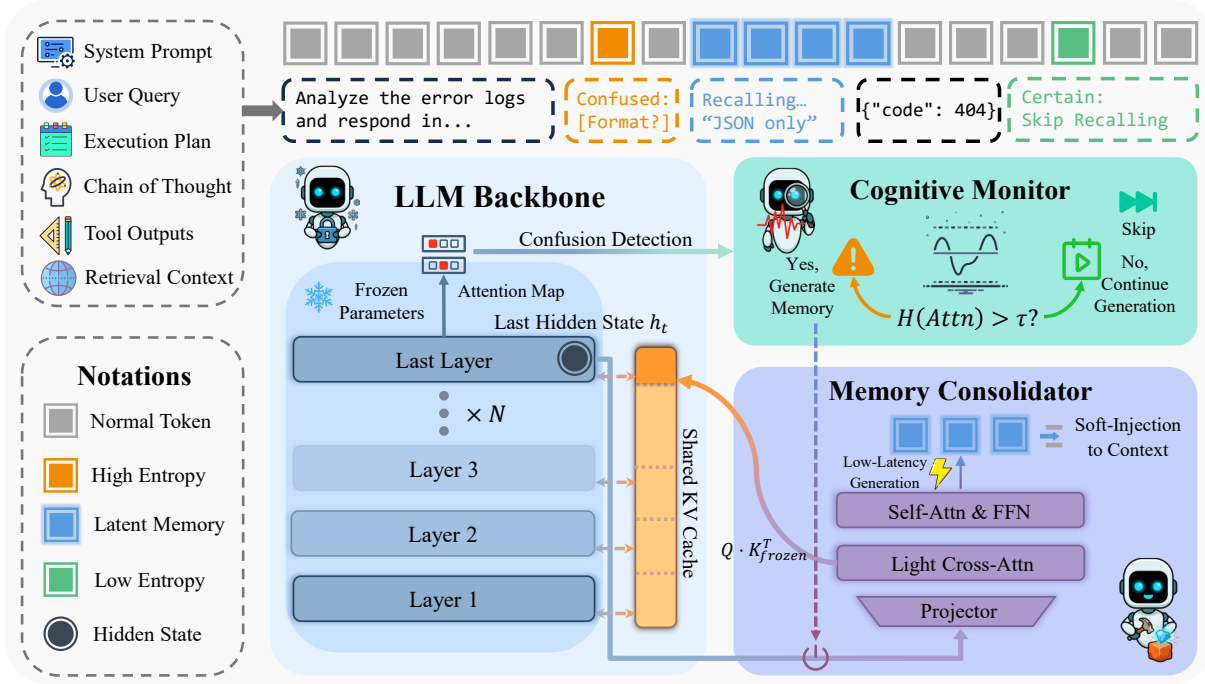 System Prompt
User Query
Execution Plan
Chain of Thought
Tool Outputs
Retrieval Context
Analyze the error logs
and respond in...
Confused:
[Format?]
Recalling…
“JSON only”
{"code": 404}
Certain:
Skip Recalling
LLM Backbone
Confusion Detection
Attention Map
Frozen
Parameters
Last Hidden State h_t
Last Layer
× N
Layer 3
Layer 2
Layer 1
Shared KV Cache
Cognitive Monitor
Skip
Yes,
Generate
Memory
No,
Continue
Generation
H(Attn) > τ?
Memory Consolidator
Soft-Injection
to Context
Low-Latency
Generation
Self-Attn & FFN
Q · K^T_frozen
Light Cross-Attn
Projector
Notations
Normal Token
High Entropy
Latent Memory
Low Entropy
Hidden State